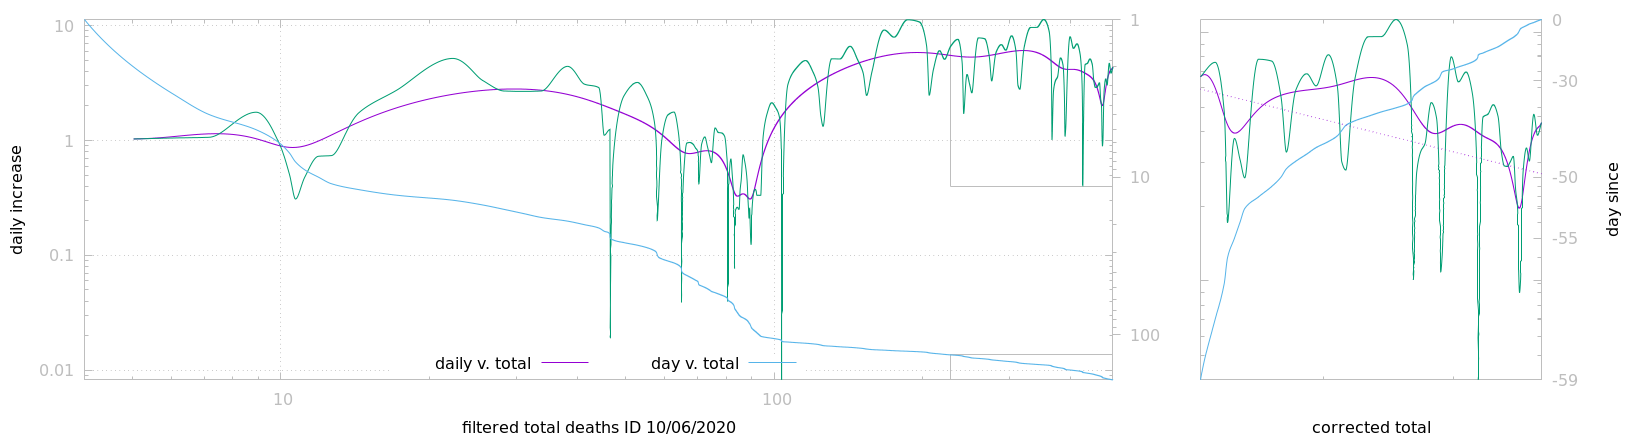 10
1
0.1
0.01
daily increase
10
100
filtered total deaths ID 10/06/2020
daily v. total
day v. total
1
10
100
0
-30
-50
-55
-59
day since
corrected total